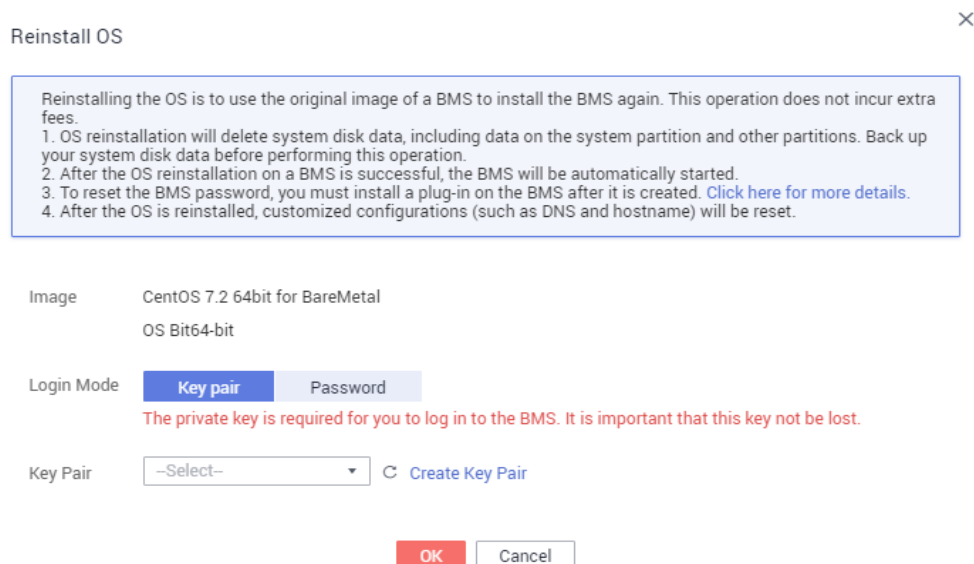 Reinstall OS
Reinstalling the OS is to use the original image of a BMS to install the BMS again. This operation does not incur extra
fees.
1. OS reinstallation will delete system disk data, including data on the system partition and other partitions. Back up
your system disk data before performing this operation.
2. After the OS reinstallation on a BMS is successful, the BMS will be automatically started.
3. To reset the BMS password, you must install a plug-in on the BMS after it is created. Click here for more details.
4. After the OS is reinstalled, customized configurations (such as DNS and hostname) will be reset.
Image CentOS 7.2 64bit for BareMetal
OS Bit64-bit
Login Mode Key pair Password
The private key is required for you to log in to the BMS. It is important that this key not be lost.
Key Pair --Select-- Create Key Pair
OK Cancel